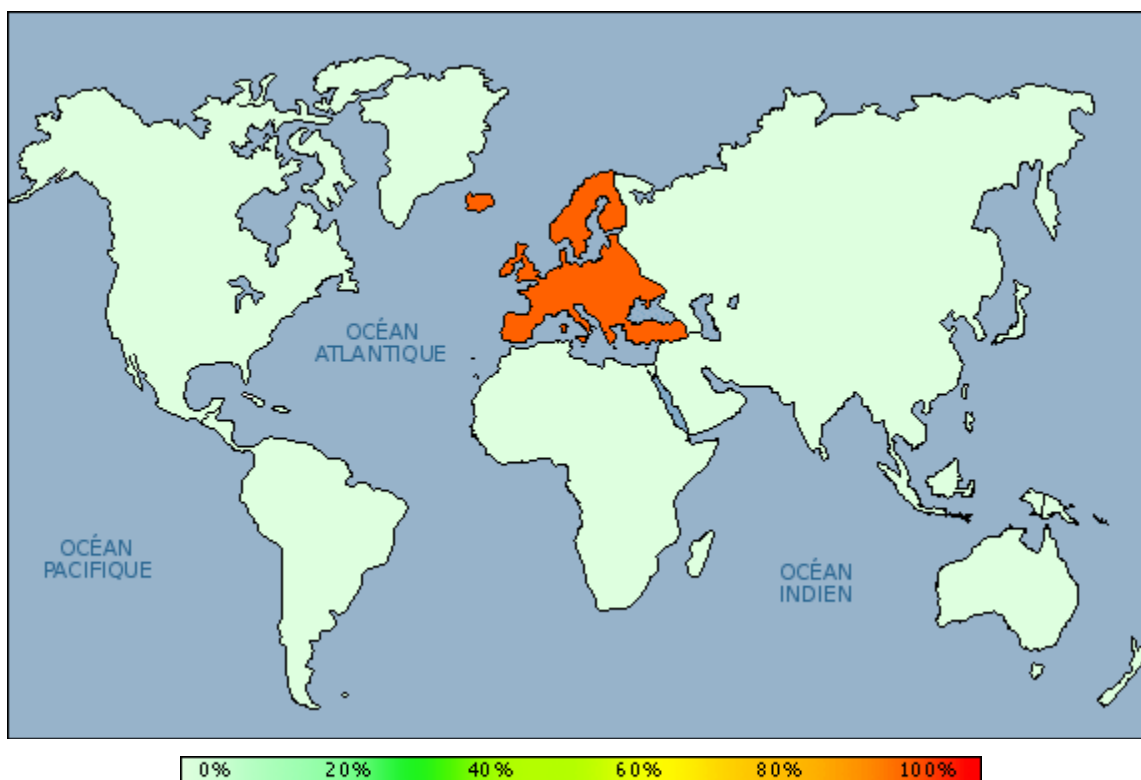 OCÉAN
ATLANTIQUE
OCÉAN
PACIFIQUE
OCÉAN
INDIEN
0% 20% 40% 60% 80% 100%